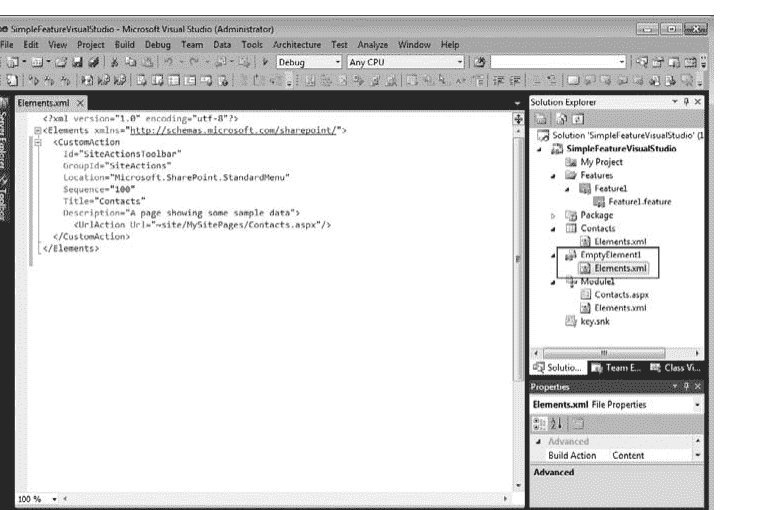 SimpleFeatureVisualStudio - Microsoft Visual Studio (Administrator)
File Edit View Project Build Debug Team Data Tools Architecture Test Analyze Window Help
Debug Any CPU
Elements.xml
Server Explorer
Toolbox
<?xml version="1.0" encoding="utf-8"?>
<Elements xmlns="http://schemas.microsoft.com/sharepoint/">
<CustomAction
Id="SiteActionsToolbar"
GroupId="SiteActions"
Location="Microsoft.SharePoint.StandardMenu"
Sequence="100"
Title="Contacts"
Description="A page showing some sample data">
<UrlAction Url="~site/MySitePages/Contacts.aspx"/>
</CustomAction>
</Elements>
100 %
Solution Explorer
Solution 'SimpleFeatureVisualStudio' (1
SimpleFeatureVisualStudio
My Project
Features
Feature1
Feature1.feature
Package
Contacts
Elements.xml
EmptyElement1
Elements.xml
Module1
Contacts.aspx
Elements.xml
key.snk
Solutio... Team E... Class Vi...
Properties
Elements.xml File Properties
Advanced
Build Action Content
Advanced